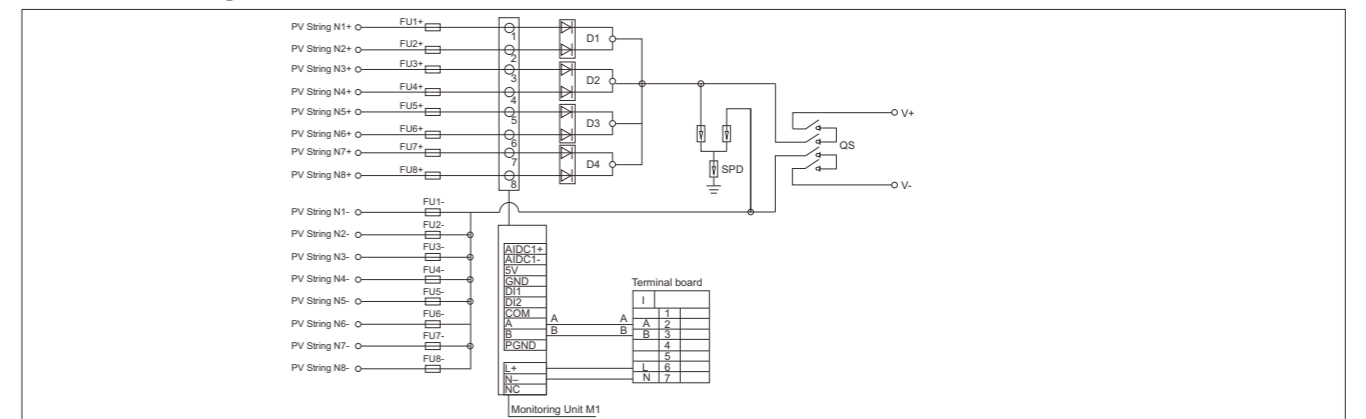 PV String N1+ FU1+ 1
PV String N2+ FU2+ D1 2
PV String N3+ FU3+ 3
PV String N4+ FU4+ D2 4
PV String N5+ FU5+ 5
PV String N6+ FU6+ D3 6
PV String N7+ FU7+ 7
PV String N8+ FU8+ D4 8
SPD
V+
QS
V-
PV String N1- FU1-
PV String N2- FU2-
PV String N3- FU3-
PV String N4- FU4-
PV String N5- FU5-
PV String N6- FU6-
PV String N7- FU7-
PV String N8- FU8-
AIDC1+
AIDC1-
5V
GND
DI1
DI2
COM
A
B
PGND
L+
N–
NC
Monitoring Unit M1
A A
B B
Terminal board
I
1
A 2
B 3
4
5
L 6
N 7